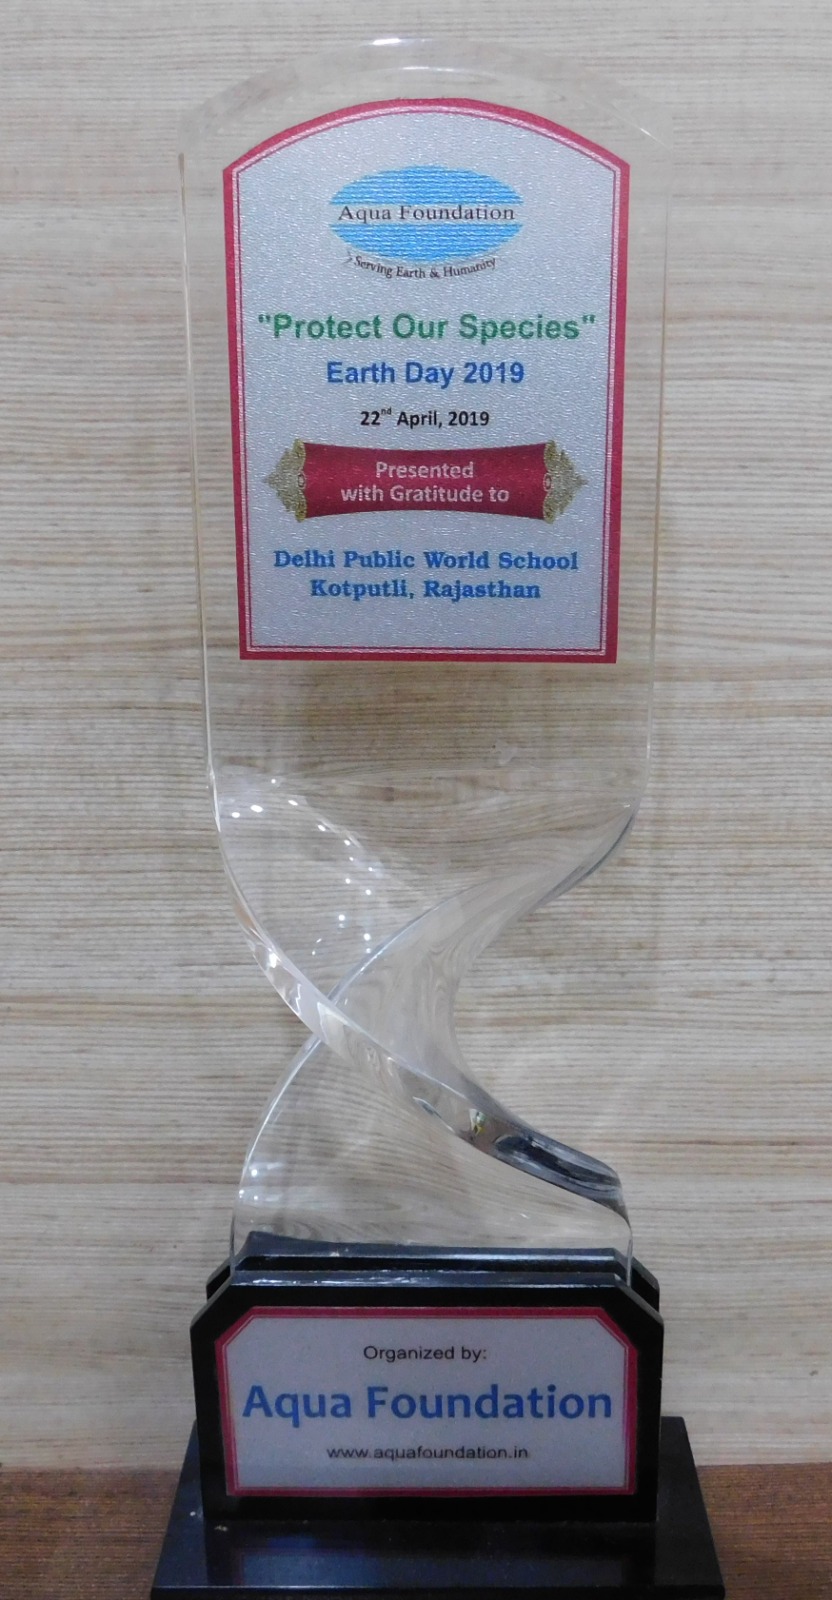 Aqua Foundation
Serving Earth & Humanity
"Protect Our Species"
Earth Day 2019
22nd April, 2019
Presented
with Gratitude to
Delhi Public World School
Kotputli, Rajasthan
Organized by:
Aqua Foundation
www.aquafoundation.in